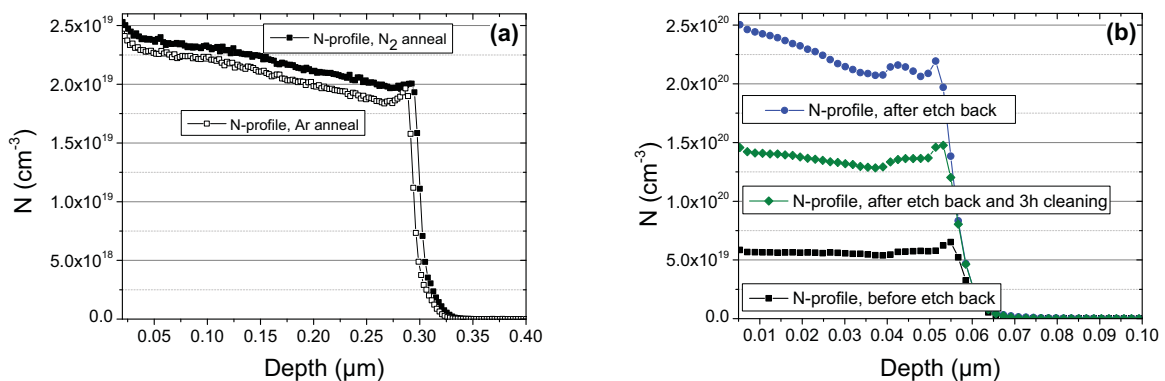 (a)
N-profile, N2 anneal
N-profile, Ar anneal
2.5x10^19
2.0x10^19
1.5x10^19
1.0x10^19
5.0x10^18
0.0
N (cm^-3)
0.05 0.10 0.15 0.20 0.25 0.30 0.35 0.40
Depth (μm)
(b)
N-profile, after etch back
N-profile, after etch back and 3h cleaning
N-profile, before etch back
2.5x10^20
2.0x10^20
1.5x10^20
1.0x10^20
5.0x10^19
0.0
N (cm^-3)
0.01 0.02 0.03 0.04 0.05 0.06 0.07 0.08 0.09 0.10
Depth (μm)